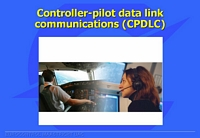 Controller-pilot data link
communications (CPDLC)